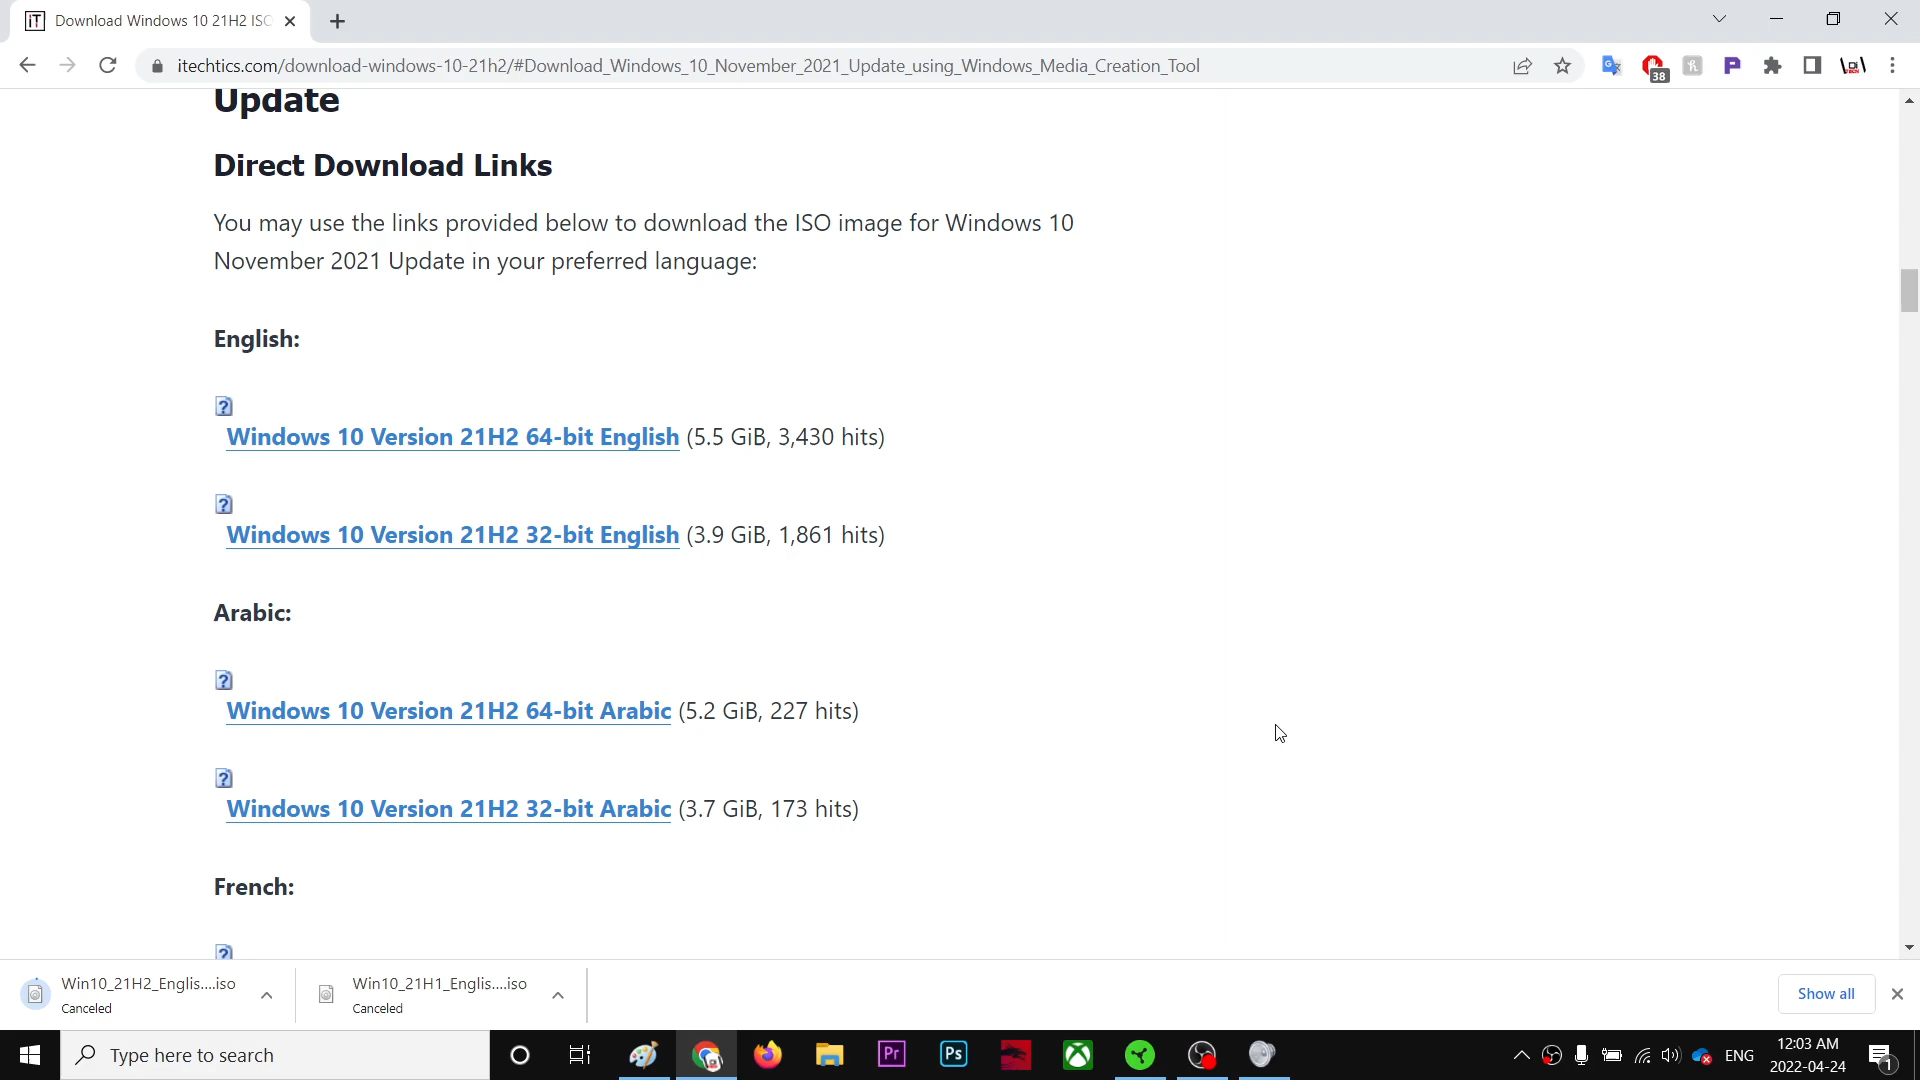 Download Windows 10 21H2 ISO
itechtics.com/download-windows-10-21h2/#Download_Windows_10_November_2021_Update_using_Windows_Media_Creation_Tool
38
Update
Direct Download Links
You may use the links provided below to download the ISO image for Windows 10
November 2021 Update in your preferred language:
English:
Windows 10 Version 21H2 64-bit English (5.5 GiB, 3,430 hits)
Windows 10 Version 21H2 32-bit English (3.9 GiB, 1,861 hits)
Arabic:
Windows 10 Version 21H2 64-bit Arabic (5.2 GiB, 227 hits)
Windows 10 Version 21H2 32-bit Arabic (3.7 GiB, 173 hits)
French:
Win10_21H2_Englis....iso
Canceled
Win10_21H1_Englis....iso
Canceled
Show all
Type here to search
Pr
Ps
ENG
12:03 AM
2022-04-24
1